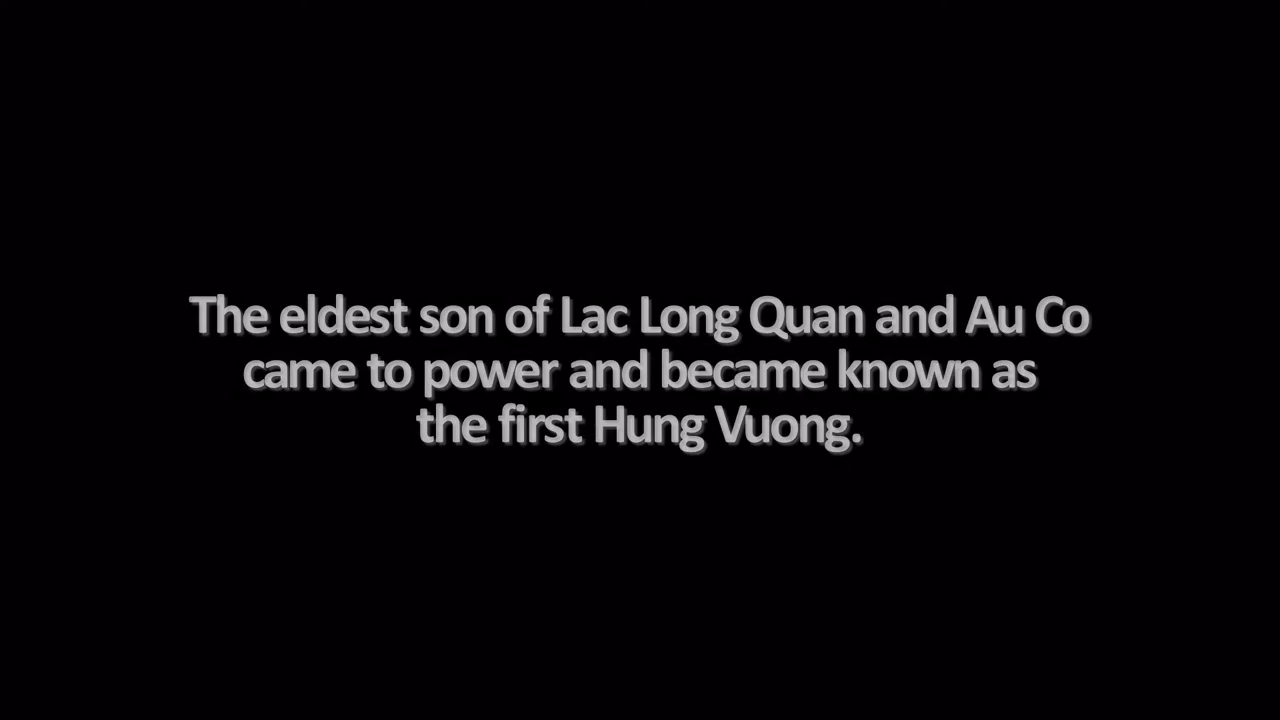 The eldest son of Lac Long Quan and Au Co
came to power and became known as
the first Hung Vuong.